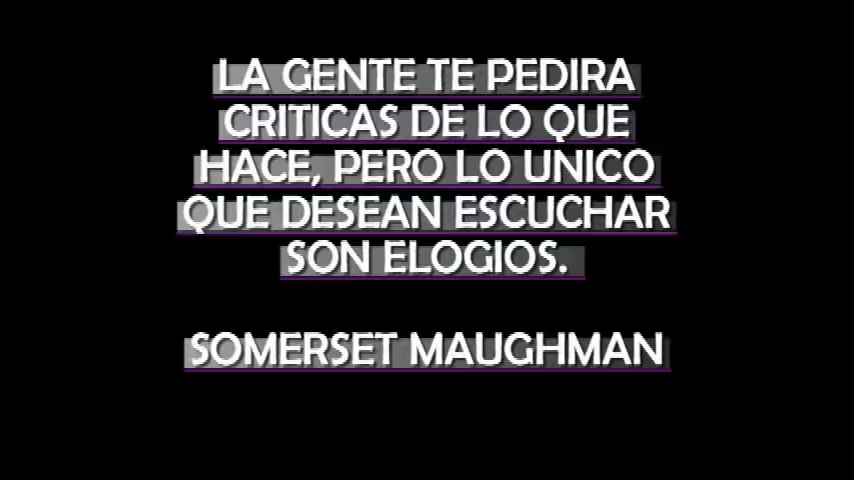 LA GENTE TE PEDIRA
CRITICAS DE LO QUE
HACE, PERO LO UNICO
QUE DESEAN ESCUCHAR
SON ELOGIOS.
SOMERSET MAUGHMAN